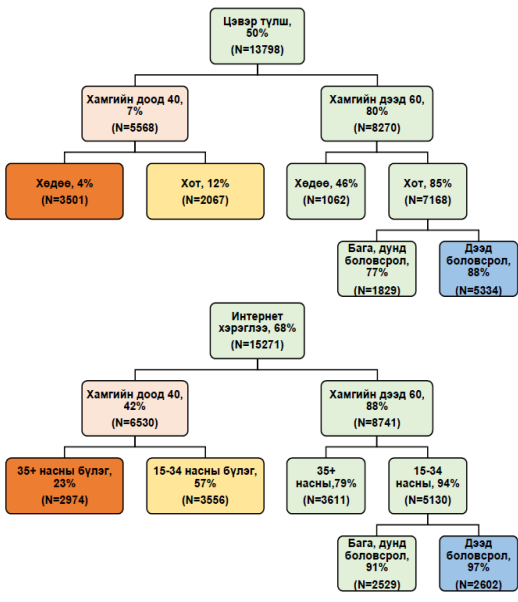 Цэвэр түлш,
50%
(N=13798)
Хамгийн доод 40,
7%
(N=5568)
Хамгийн дээд 60,
80%
(N=8270)
Хөдөө, 4%
(N=3501)
Хот, 12%
(N=2067)
Хөдөө, 46%
(N=1062)
Хот, 85%
(N=7168)
Бага, дунд
боловсрол,
77%
(N=1829)
Дээд
боловсрол,
88%
(N=5334)
Интернет
хэрэглээ, 68%
(N=15271)
Хамгийн доод 40,
42%
(N=6530)
Хамгийн дээд 60,
88%
(N=8741)
35+ насны бүлэг,
23%
(N=2974)
15-34 насны бүлэг,
57%
(N=3556)
35+
насны,79%
(N=3611)
15-34
насны, 94%
(N=5130)
Бага, дунд
боловсрол,
91%
(N=2529)
Дээд
боловсрол,
97%
(N=2602)